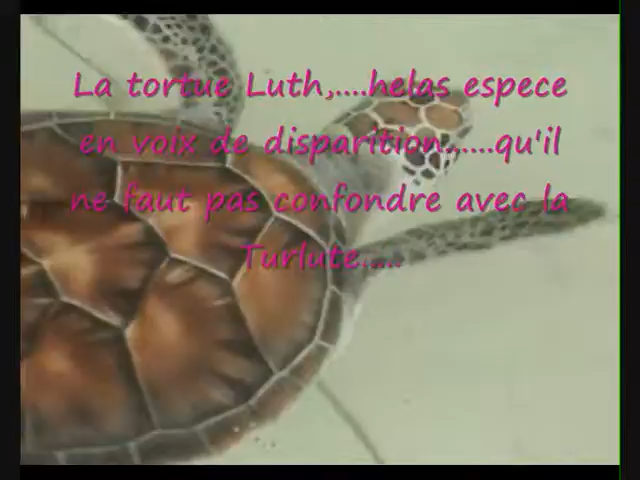 La tortue Luth,....helas espece
en voix de disparition......qu'il
ne faut pas confondre avec la
Turlute.....